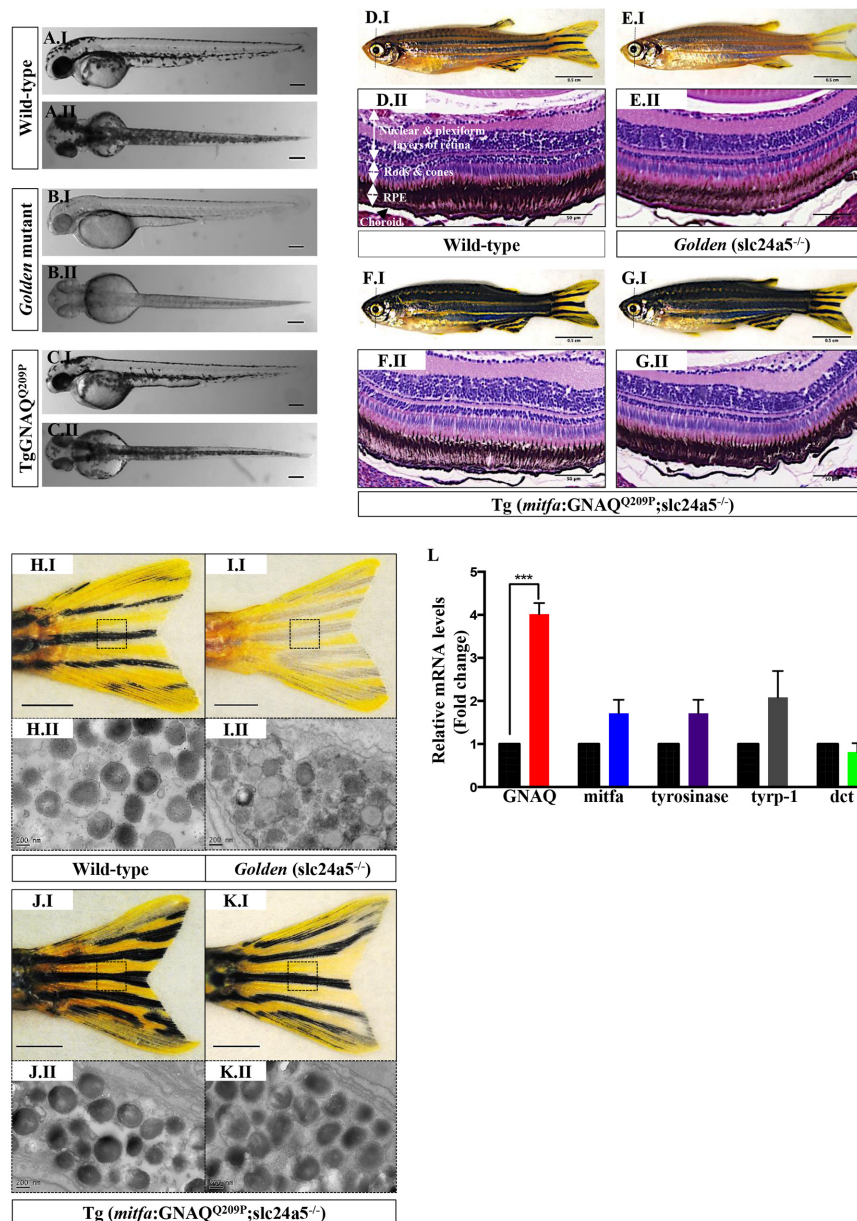 Wild-type
A.I
A.II
Golden mutant
B.I
B.II
TgGNAQQ209P
C.I
C.II
D.I
0.5 cm
E.I
0.5 cm
D.II
Nuclear & plexiform
layers of retina
Rods & cones
RPE
Choroid
50 µm
E.II
50 µm
Wild-type
Golden (slc24a5-/-)
F.I
0.5 cm
G.I
0.5 cm
F.II
50 µm
G.II
50 µm
Tg (mitfa:GNAQQ209P;slc24a5-/-)
H.I
I.I
H.II
200 nm
I.II
200 nm
Wild-type
Golden (slc24a5-/-)
J.I
K.I
J.II
200 nm
K.II
Tg (mitfa:GNAQQ209P;slc24a5-/-)
L
Relative mRNA levels
(Fold change)
5
4
3
2
1
0
***
GNAQ
mitfa
tyrosinase
tyrp-1
dct